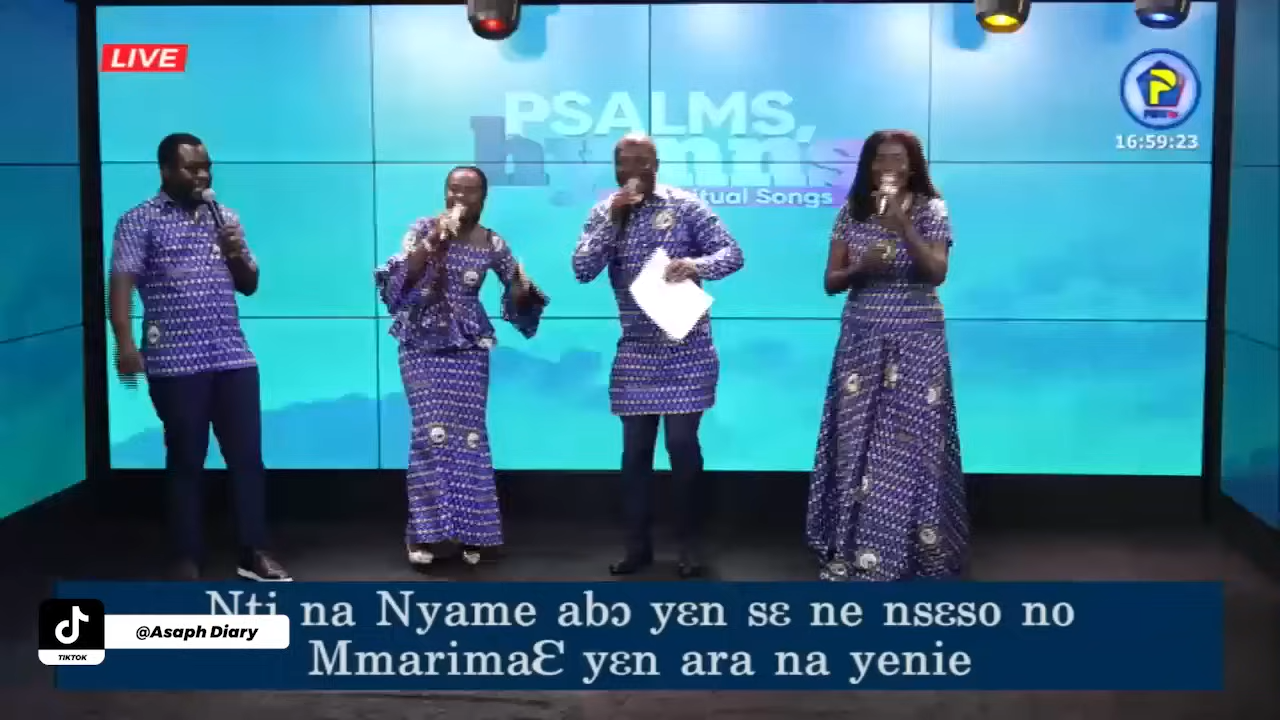 LIVE
PSALMS,
hymns
Spiritual Songs
16:59:23
Nti na Nyame abɔ yɛn sɛ ne nsɛso no
MmarimaƐ yɛn ara na yenie
@Asaph Diary
TIKTOK